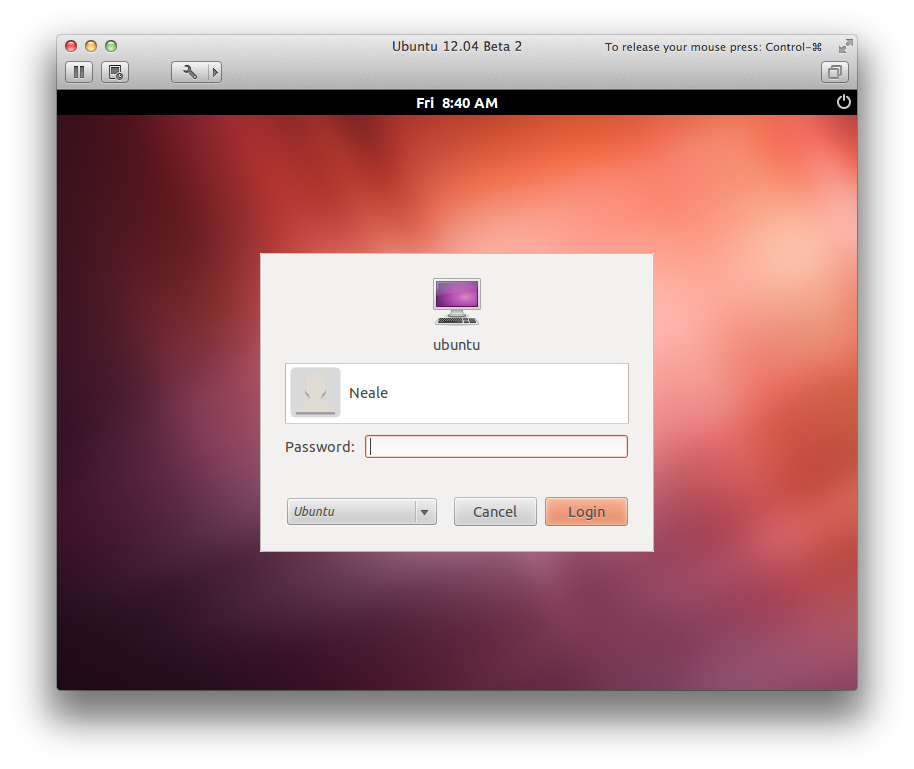 Ubuntu 12.04 Beta 2
To release your mouse press: Control-⌘
Fri 8:40 AM
ubuntu
Neale
Password:
Ubuntu
Cancel
Login